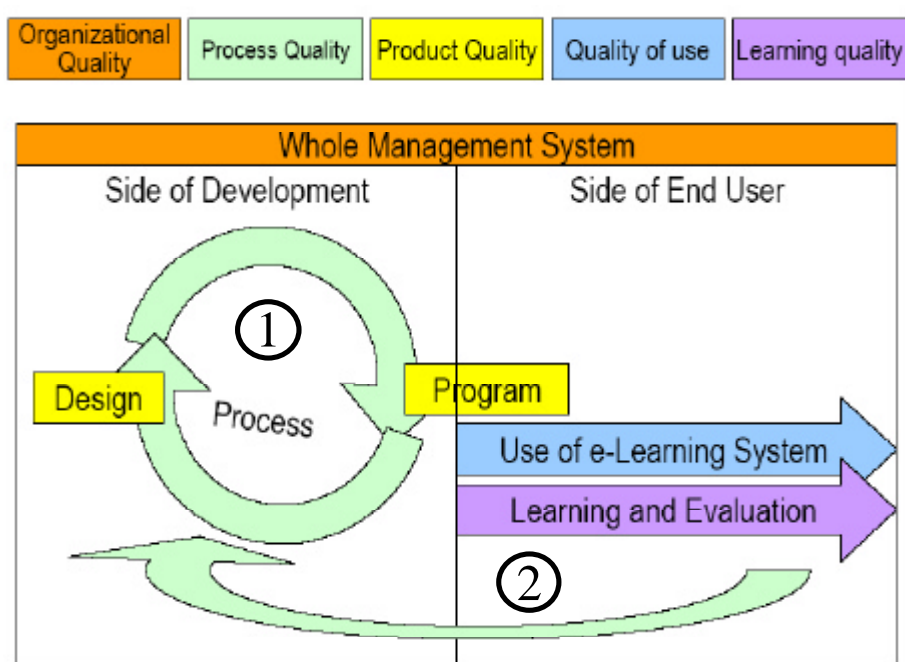 Organizational
Quality
Process Quality
Product Quality
Quality of use
Learning quality
Whole Management System
Side of Development
Side of End User
①
Design
Process
Program
Use of e-Learning System
Learning and Evaluation
②